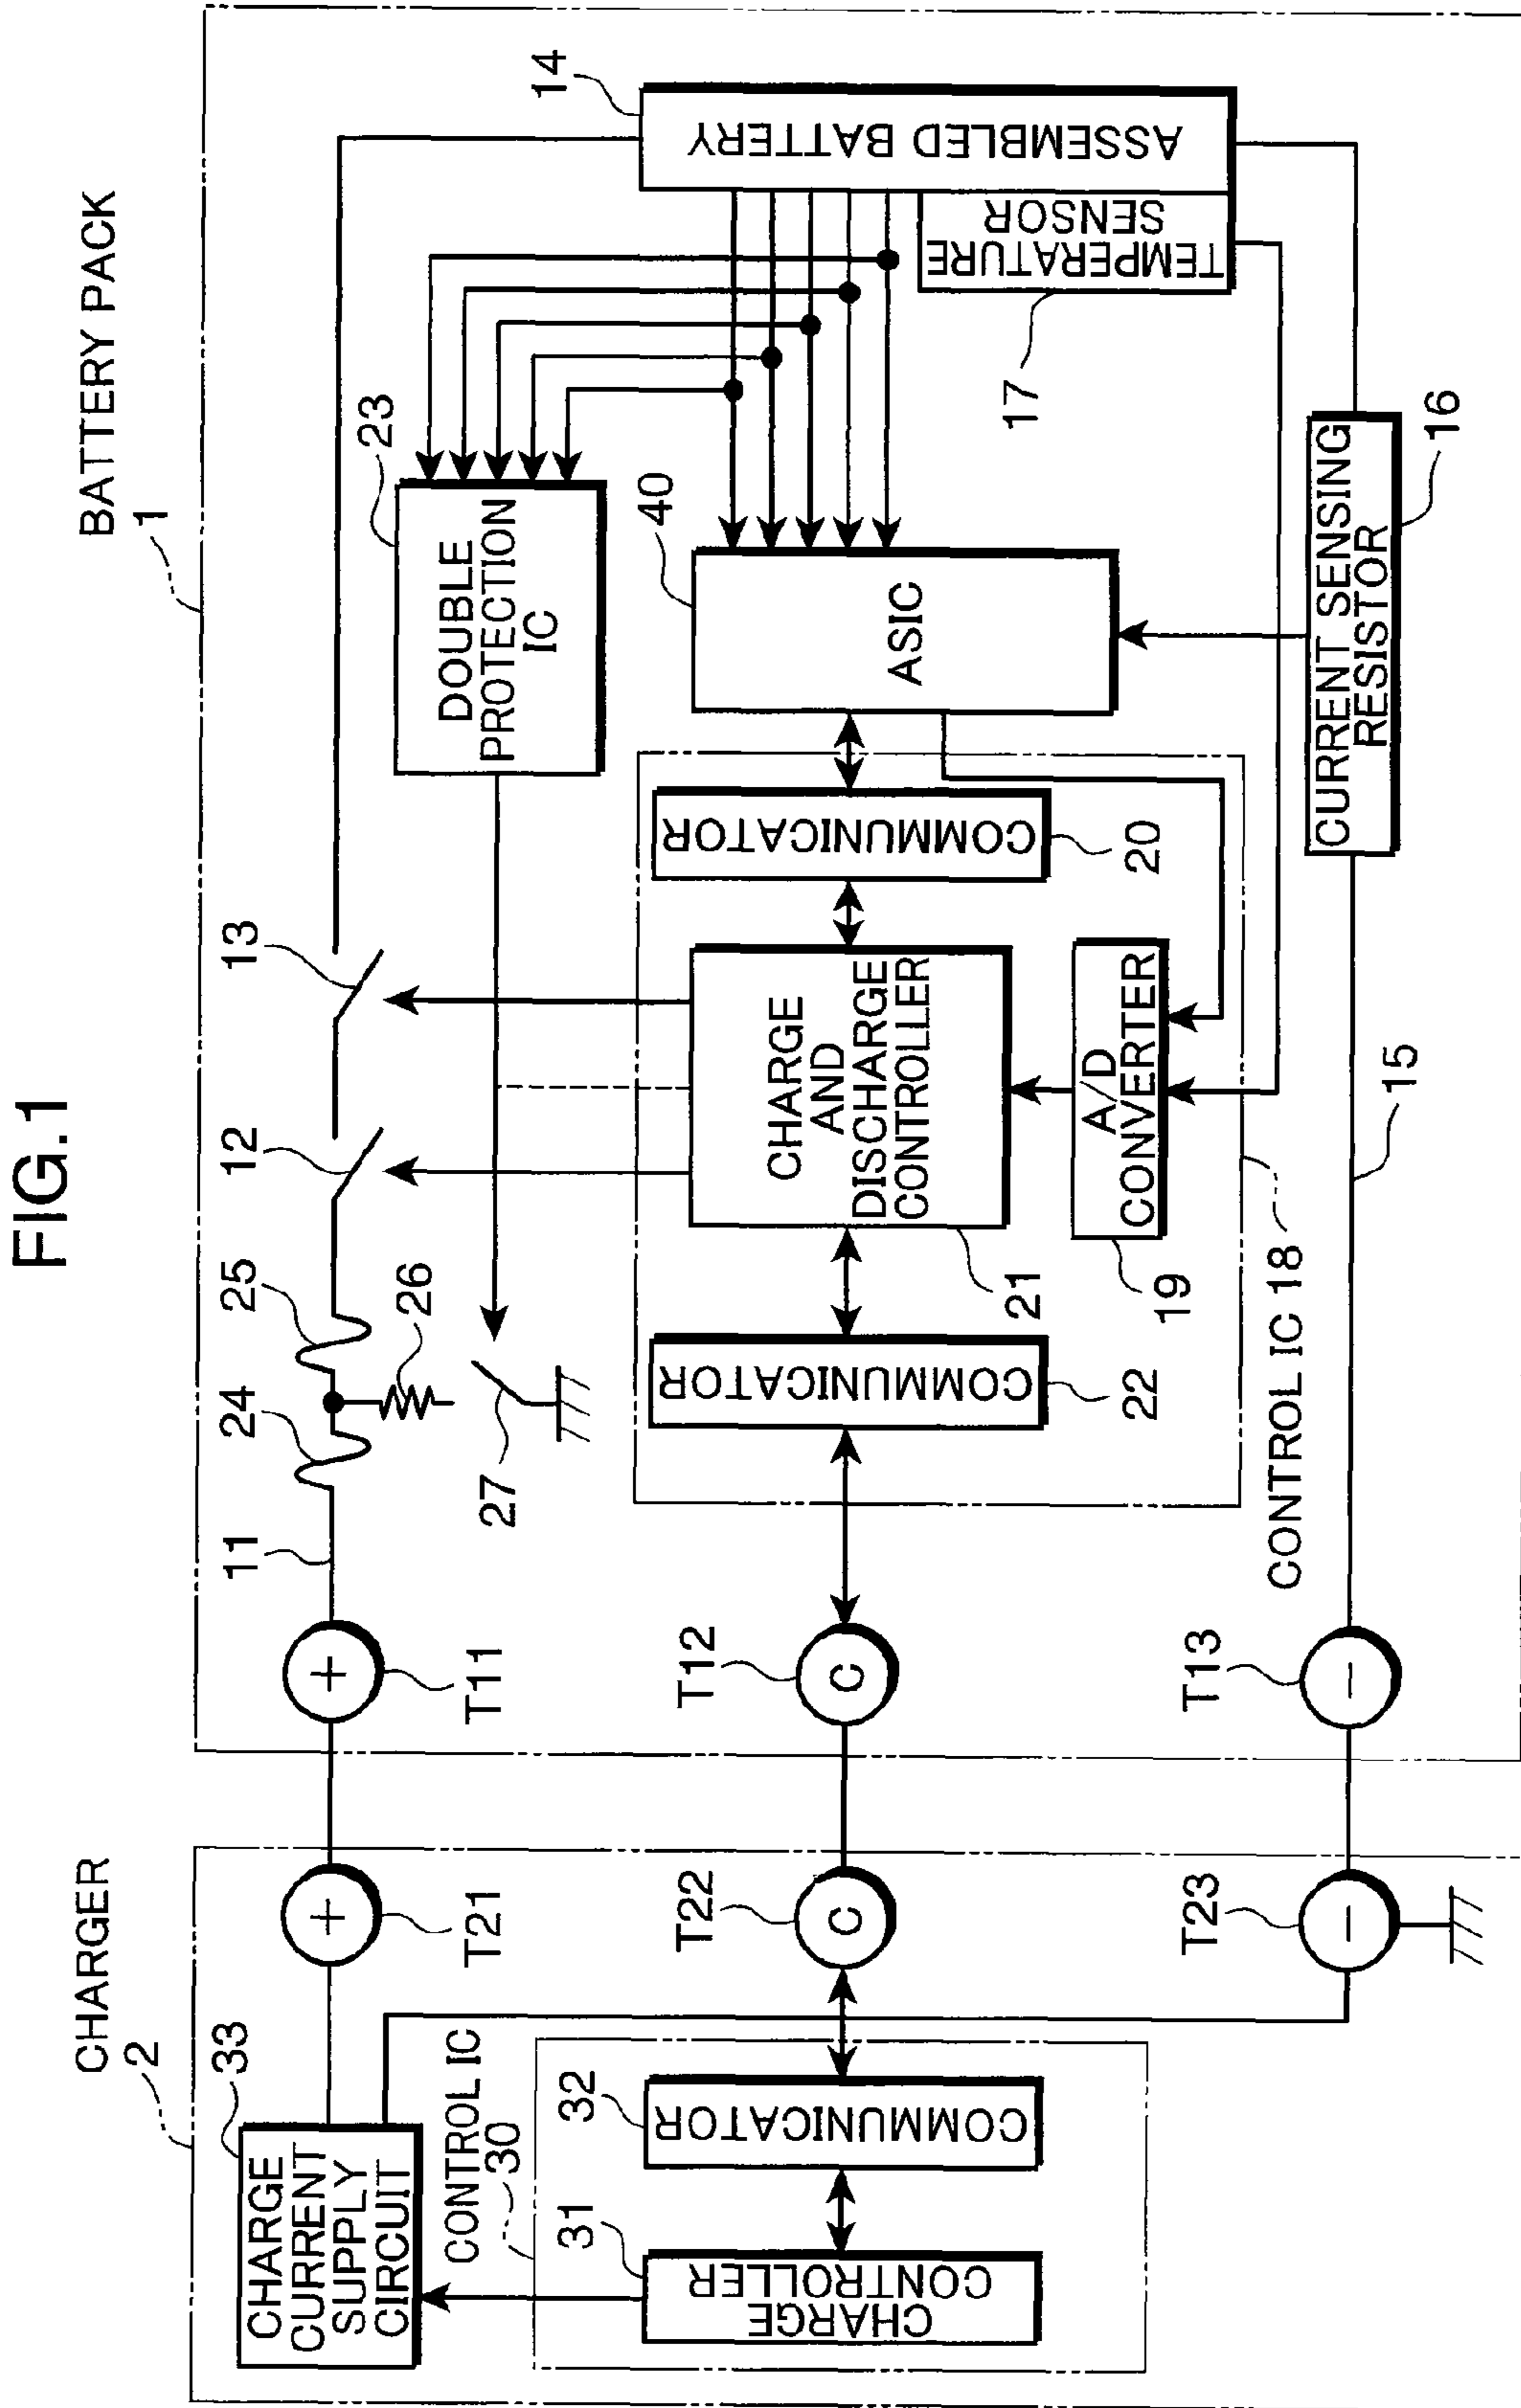 FIG.1
CHARGER
2
BATTERY PACK
1
33
CHARGE
CURRENT
SUPPLY
CIRCUIT
+
T21
+
T11
11
24
25
26
27
12
13
23
DOUBLE
PROTECTION
IC
14
ASSEMBLED BATTERY
TEMPERATURE
SENSOR
17
CONTROL IC
30
31
CHARGE
CONTROLLER
32
COMMUNICATOR
T22
C
T12
C
COMMUNICATOR
22
CHARGE
AND
DISCHARGE
CONTROLLER
21
COMMUNICATOR
20
40
ASIC
A/D
CONVERTER
19
CONTROL IC 18
T23
−
T13
−
15
CURRENT SENSING
RESISTOR
16